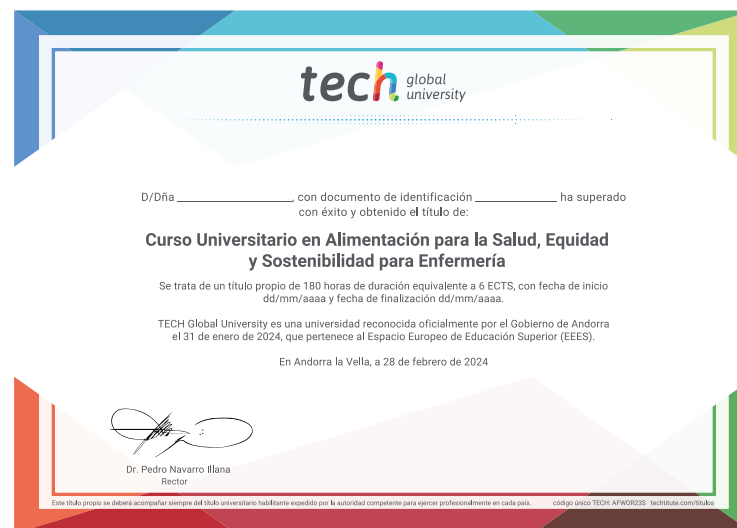 tech global university
D/Dña ____________________, con documento de identificación ______________ ha superado
con éxito y obtenido el título de:
Curso Universitario en Alimentación para la Salud, Equidad
y Sostenibilidad para Enfermería
Se trata de un título propio de 180 horas de duración equivalente a 6 ECTS, con fecha de inicio
dd/mm/aaaa y fecha de finalización dd/mm/aaaa.
TECH Global University es una universidad reconocida oficialmente por el Gobierno de Andorra
el 31 de enero de 2024, que pertenece al Espacio Europeo de Educación Superior (EEES).
En Andorra la Vella, a 28 de febrero de 2024
Dr. Pedro Navarro Illana
Rector
Este título propio se deberá acompañar siempre del título universitario habilitante expedido por la autoridad competente para ejercer profesionalmente en cada país. código único TECH: AFWOR23S techtitute.com/titulos